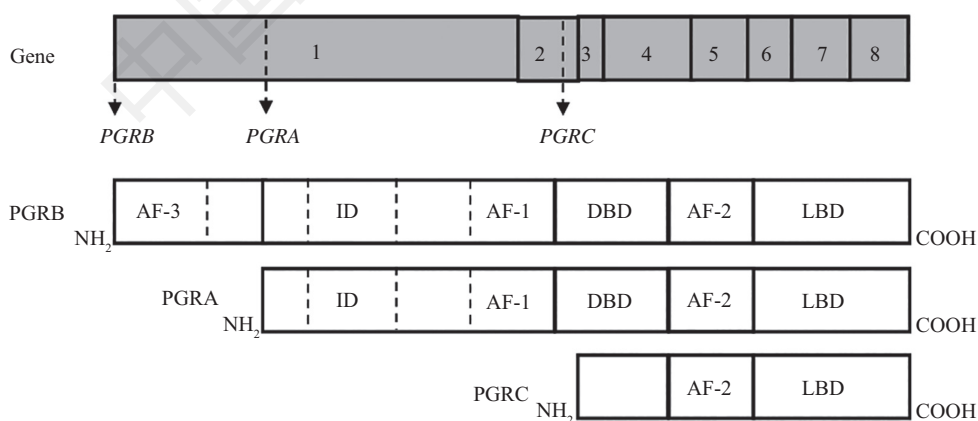 Gene 1 2 3 4 5 6 7 8
PGRB PGRA PGRC
PGRB NH2 AF-3 ID AF-1 DBD AF-2 LBD COOH
PGRA NH2 ID AF-1 DBD AF-2 LBD COOH
PGRC NH2 AF-2 LBD COOH
中国